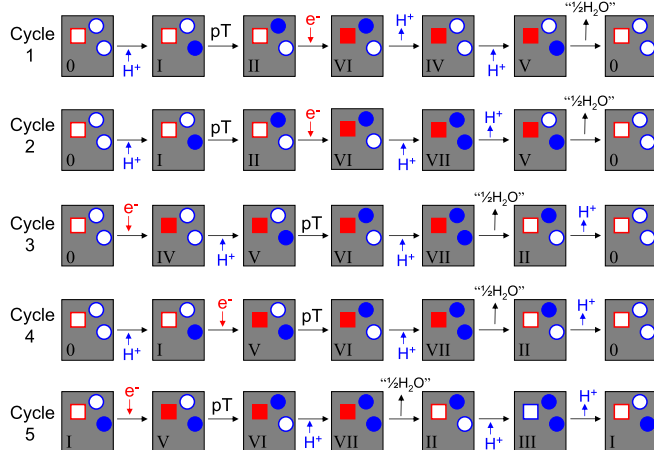 Cycle 1
0 H⁺ I pT II e⁻ VI H⁺ IV H⁺ V “½H₂O” 0
Cycle 2
0 H⁺ I pT II e⁻ VI H⁺ VII H⁺ V “½H₂O” 0
Cycle 3
0 e⁻ IV H⁺ V pT VI H⁺ VII “½H₂O” II H⁺ 0
Cycle 4
0 H⁺ I e⁻ V pT VI H⁺ VII “½H₂O” II H⁺ 0
Cycle 5
I e⁻ V pT VI H⁺ VII “½H₂O” II H⁺ III H⁺ I